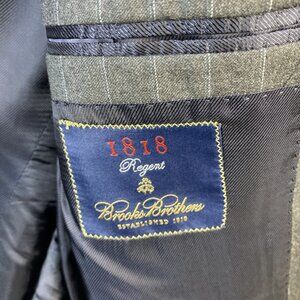 1818
Regent
Brooks Brothers
ESTABLISHED 1818